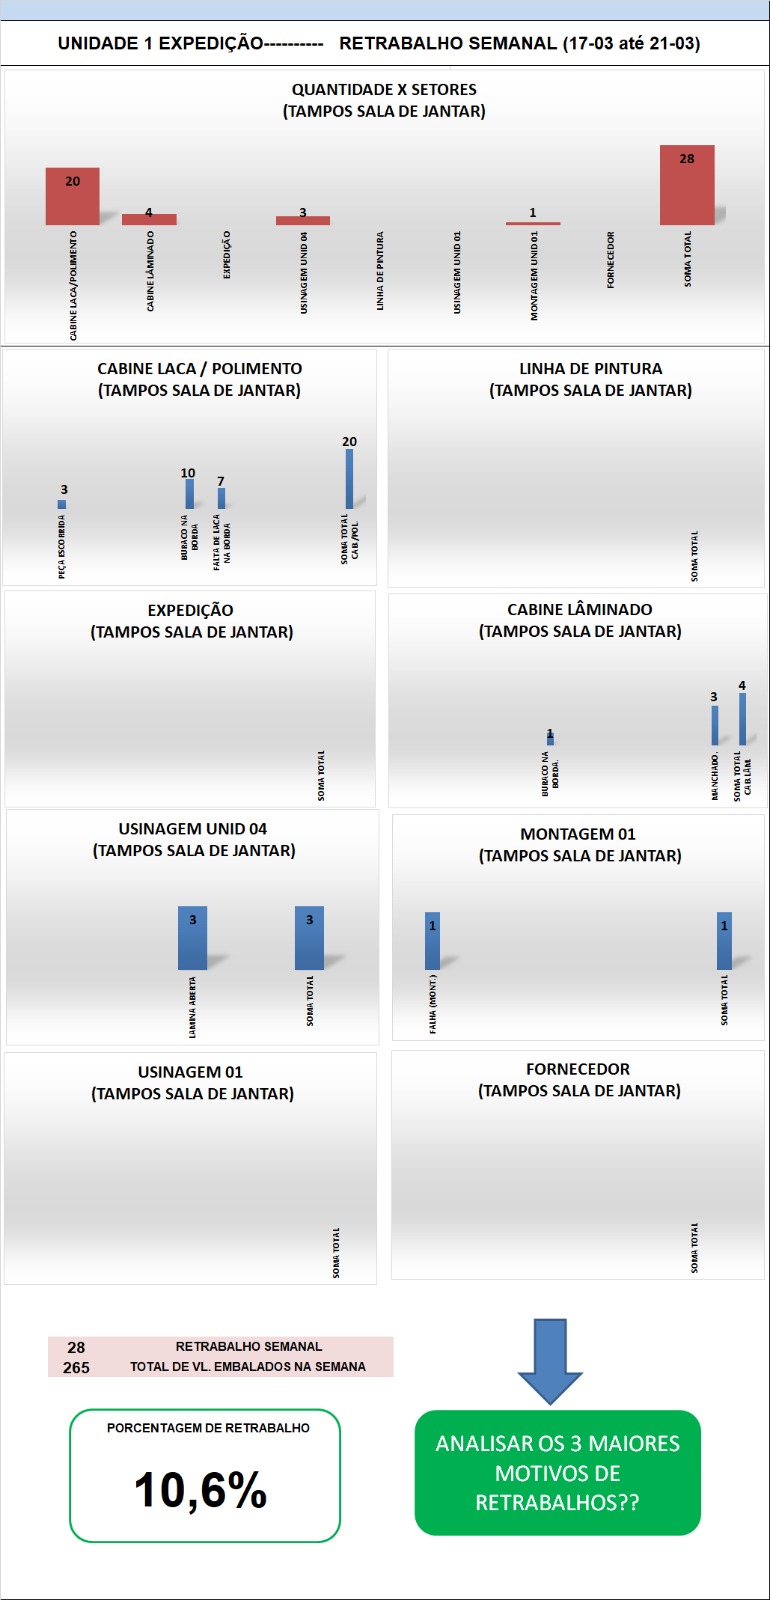 UNIDADE 1 EXPEDIÇÃO---------- RETRABALHO SEMANAL (17-03 até 21-03)
QUANTIDADE X SETORES
(TAMPOS SALA DE JANTAR)
20
4
3
1
28
CABINE LACA/POLIMENTO
CABINE LÂMINADO
EXPEDIÇÃO
USINAGEM UNID 04
LINHA DE PINTURA
USINAGEM UNID 01
MONTAGEM UNID 01
FORNECEDOR
SOMA TOTAL
CABINE LACA / POLIMENTO
(TAMPOS SALA DE JANTAR)
3
10
7
20
PEÇA ESCORRIDA
BURACO NA
BORDA
FALTA DE LACA
NA BORDA
SOMA TOTAL
CAB./POL.
LINHA DE PINTURA
(TAMPOS SALA DE JANTAR)
SOMA TOTAL
EXPEDIÇÃO
(TAMPOS SALA DE JANTAR)
SOMA TOTAL
CABINE LÂMINADO
(TAMPOS SALA DE JANTAR)
1
3
4
BURACO NA
BORDA.
MANCHADO.
SOMA TOTAL
CAB LÂM.
USINAGEM UNID 04
(TAMPOS SALA DE JANTAR)
3
3
LAMINA ABERTA
SOMA TOTAL
MONTAGEM 01
(TAMPOS SALA DE JANTAR)
1
1
FALHA (MONT.)
SOMA TOTAL
USINAGEM 01
(TAMPOS SALA DE JANTAR)
SOMA TOTAL
FORNECEDOR
(TAMPOS SALA DE JANTAR)
SOMA TOTAL
28 RETRABALHO SEMANAL
265 TOTAL DE VL. EMBALADOS NA SEMANA
PORCENTAGEM DE RETRABALHO
10,6%
ANALISAR OS 3 MAIORES
MOTIVOS DE
RETRABALHOS??